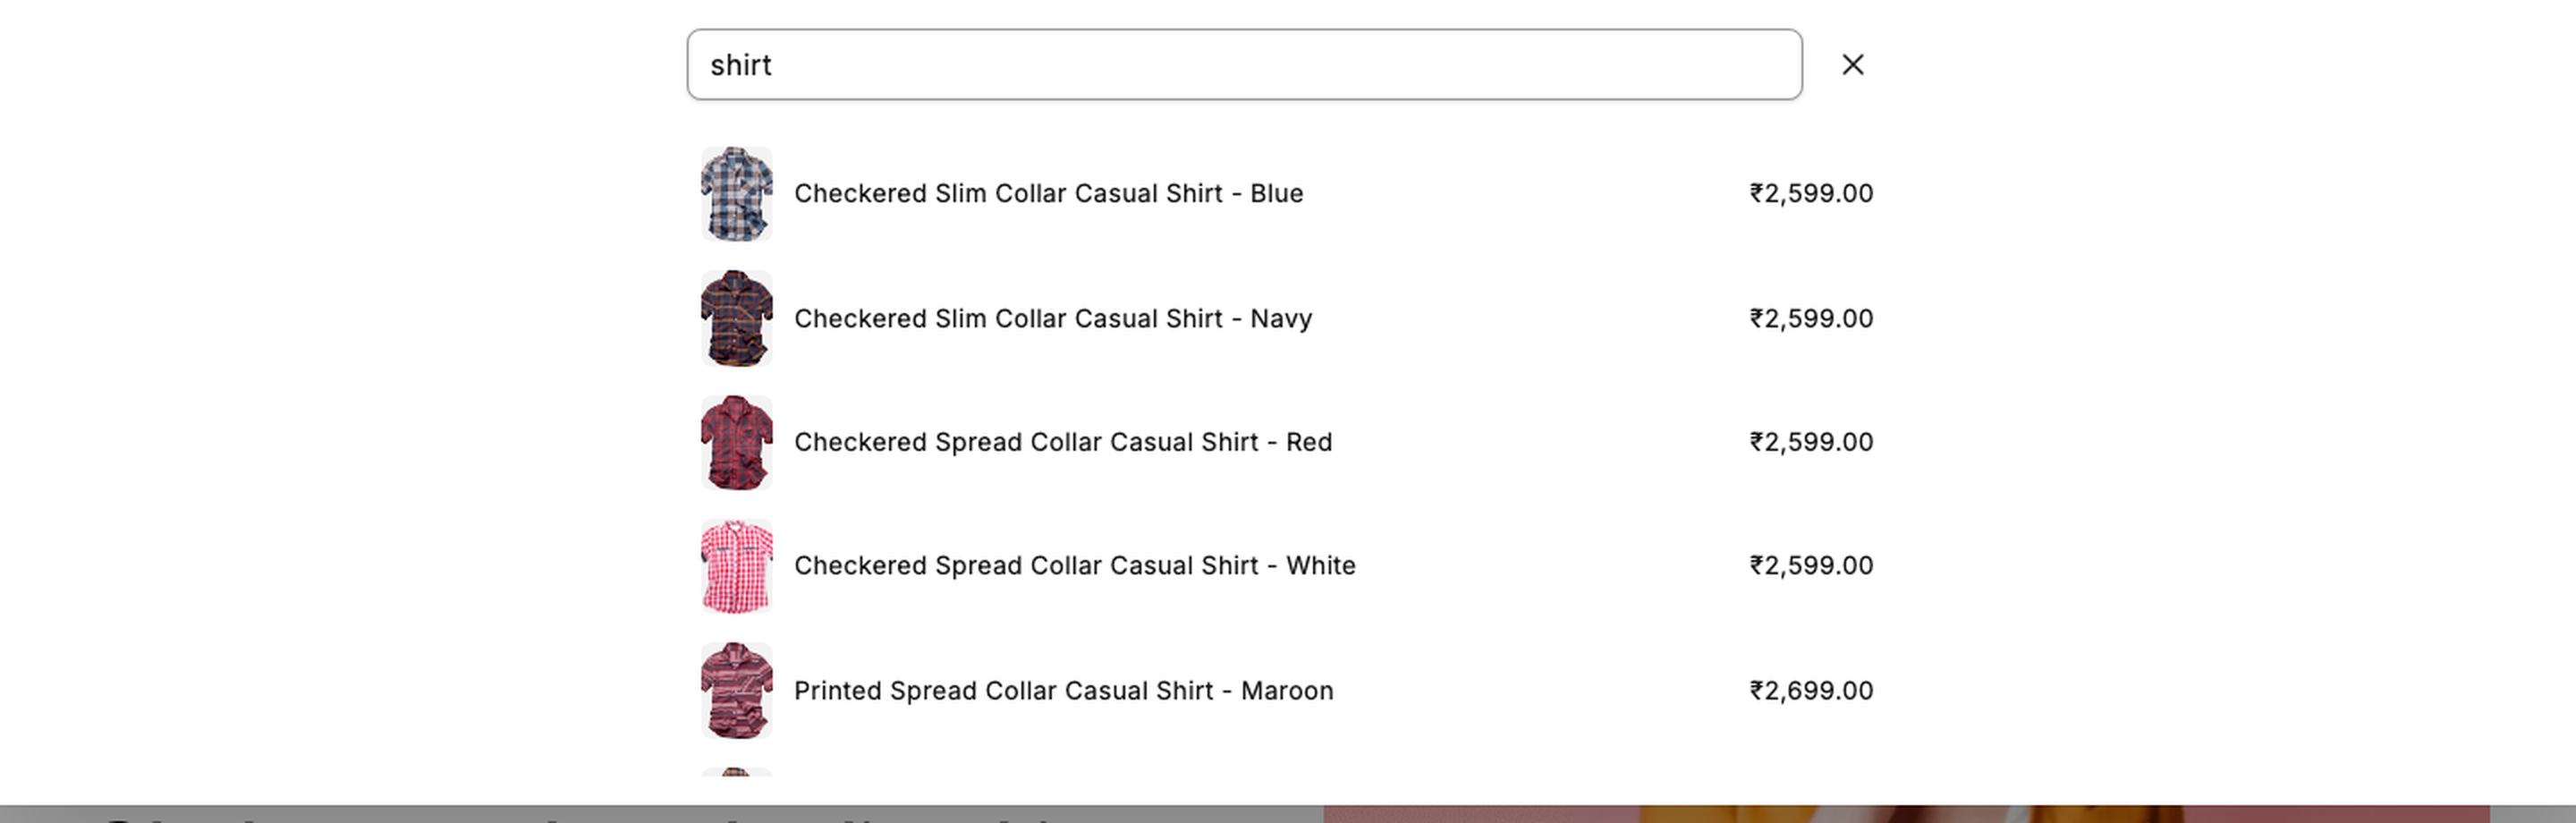 shirt
Checkered Slim Collar Casual Shirt - Blue
₹2,599.00
Checkered Slim Collar Casual Shirt - Navy
₹2,599.00
Checkered Spread Collar Casual Shirt - Red
₹2,599.00
Checkered Spread Collar Casual Shirt - White
₹2,599.00
Printed Spread Collar Casual Shirt - Maroon
₹2,699.00